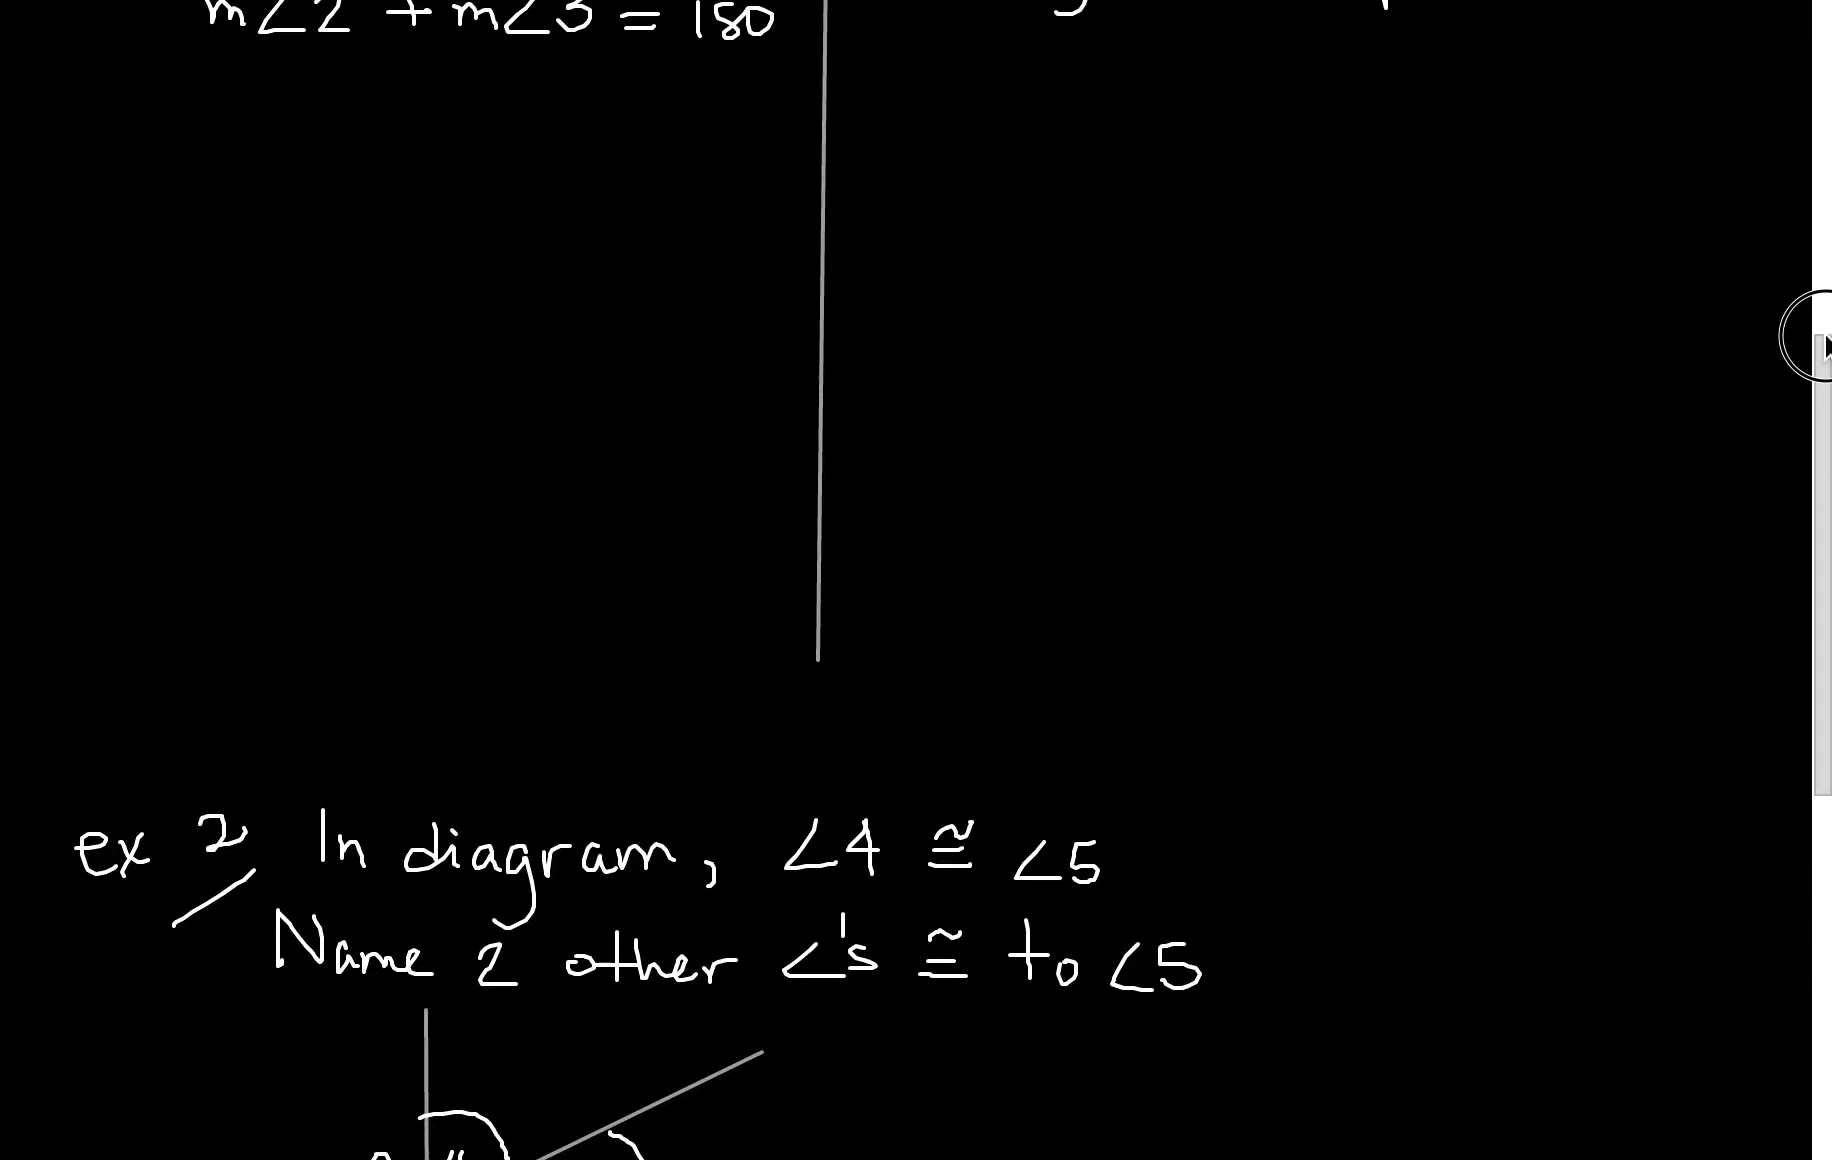 m∠2 + m∠3 = 180
ex 2 In diagram, ∠4 ≅ ∠5
Name 2 other ∠'s ≅ to ∠5